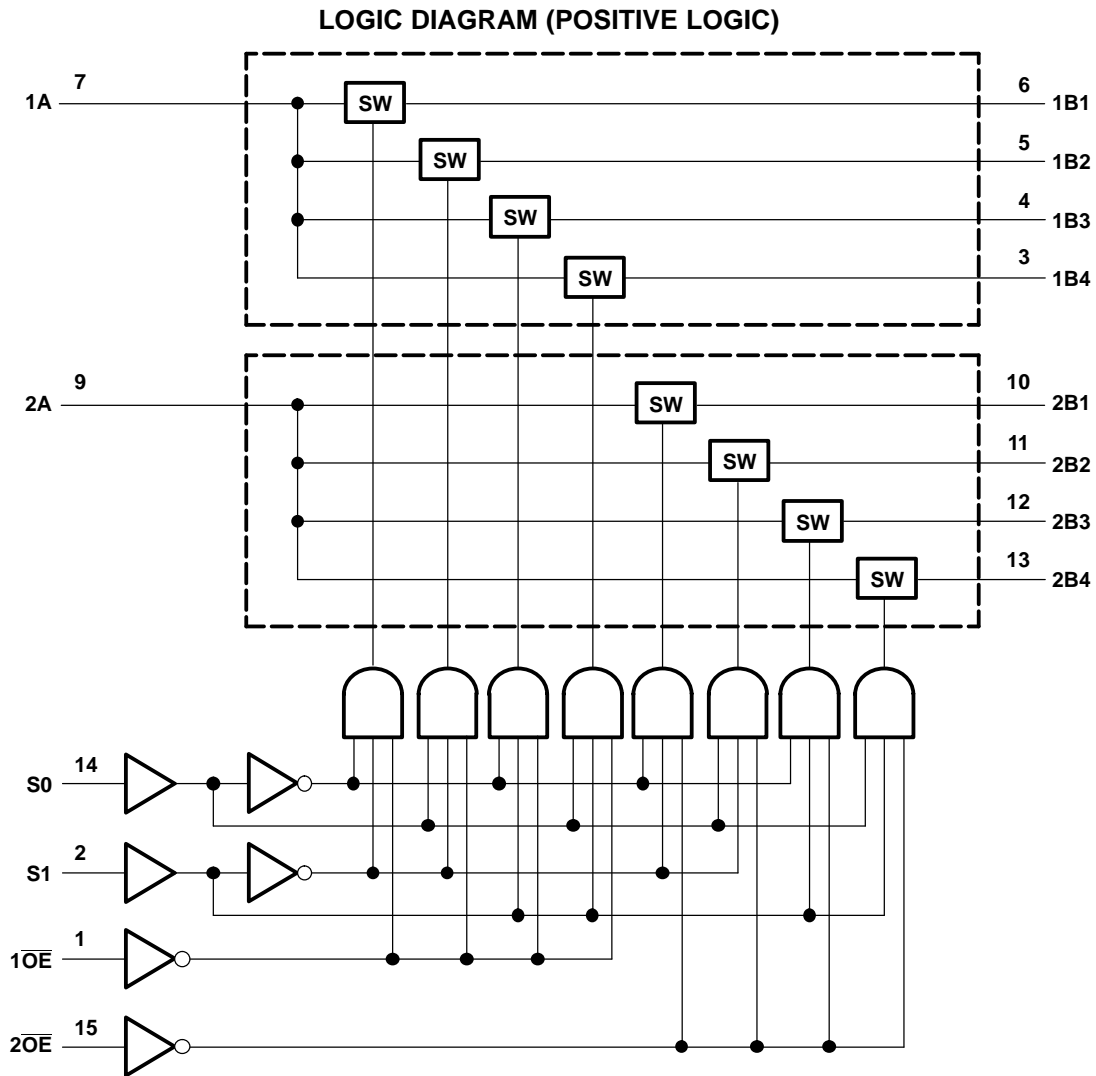 LOGIC DIAGRAM (POSITIVE LOGIC)
1A 7 SW 6 1B1
SW 5 1B2
SW 4 1B3
SW 3 1B4
2A 9 SW 10 2B1
SW 11 2B2
SW 12 2B3
SW 13 2B4
S0 14
S1 2
1O̅E̅ 1
2O̅E̅ 15